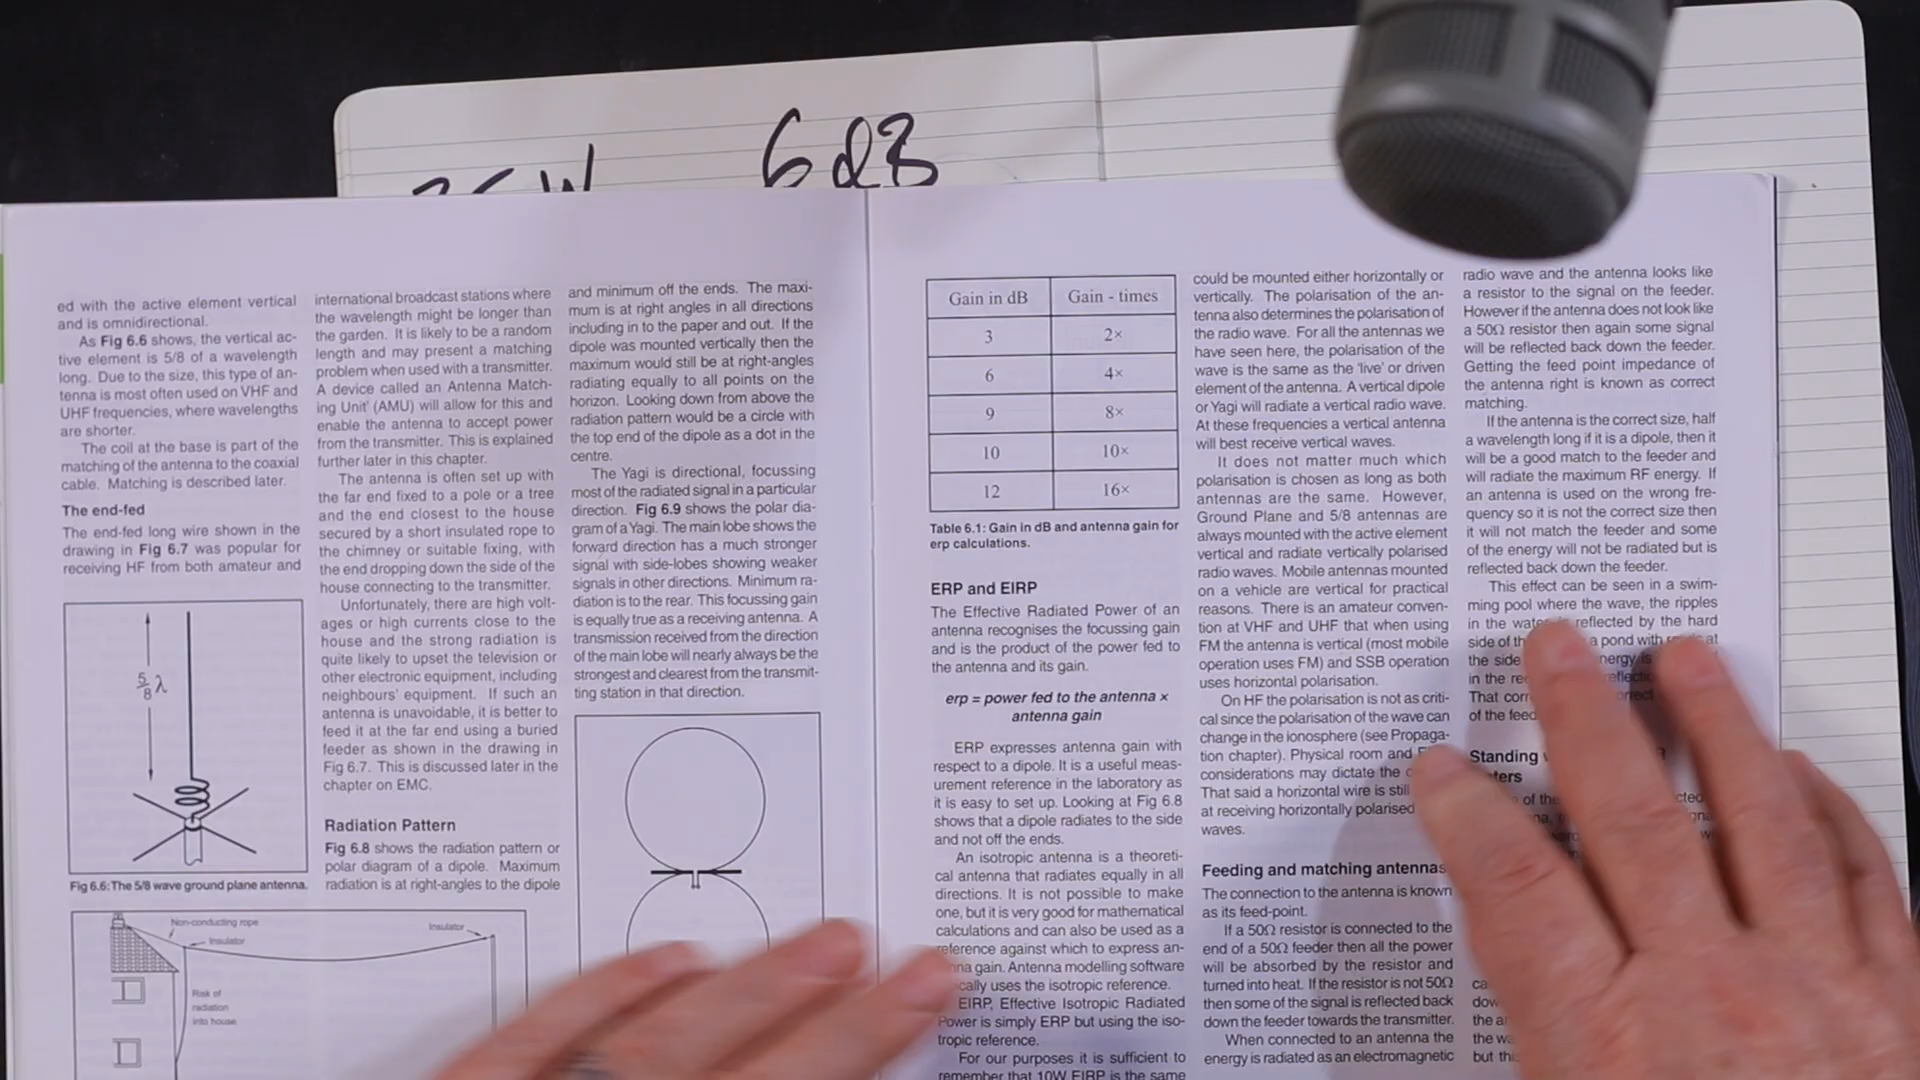 6dB
W
ed with the active element vertical
and is omnidirectional.
As Fig 6.6 shows, the vertical ac-
tive element is 5/8 of a wavelength
long. Due to the size, this type of an-
tenna is most often used on VHF and
UHF frequencies, where wavelengths
are shorter.
The coil at the base is part of the
matching of the antenna to the coaxial
cable. Matching is described later.
The end-fed
The end-fed long wire shown in the
drawing in Fig 6.7 was popular for
receiving HF from both amateur and
5/8 λ
Fig 6.6: The 5/8 wave ground plane antenna.
Non-conducting rope
Insulator
Insulator
Risk of
radiation
into house
international broadcast stations where
the wavelength might be longer than
the garden. It is likely to be a random
length and may present a matching
problem when used with a transmitter.
A device called an Antenna Match-
ing Unit' (AMU) will allow for this and
enable the antenna to accept power
from the transmitter. This is explained
further later in this chapter.
The antenna is often set up with
the far end fixed to a pole or a tree
and the end closest to the house
secured by a short insulated rope to
the chimney or suitable fixing, with
the end dropping down the side of the
house connecting to the transmitter.
Unfortunately, there are high volt-
ages or high currents close to the
house and the strong radiation is
quite likely to upset the television or
other electronic equipment, including
neighbours' equipment. If such an
antenna is unavoidable, it is better to
feed it at the far end using a buried
feeder as shown in the drawing in
Fig 6.7. This is discussed later in the
chapter on EMC.
Radiation Pattern
Fig 6.8 shows the radiation pattern or
polar diagram of a dipole. Maximum
radiation is at right-angles to the dipole
and minimum off the ends. The maxi-
mum is at right angles in all directions
including in to the paper and out. If the
dipole was mounted vertically then the
maximum would still be at right-angles
radiating equally to all points on the
horizon. Looking down from above the
radiation pattern would be a circle with
the top end of the dipole as a dot in the
centre.
The Yagi is directional, focussing
most of the radiated signal in a particular
direction. Fig 6.9 shows the polar dia-
gram of a Yagi. The main lobe shows the
forward direction has a much stronger
signal with side-lobes showing weaker
signals in other directions. Minimum ra-
diation is to the rear. This focussing gain
is equally true as a receiving antenna. A
transmission received from the direction
of the main lobe will nearly always be the
strongest and clearest from the transmit-
ting station in that direction.
Gain in dB Gain - times
3 2×
6 4×
9 8×
10 10×
12 16×
Table 6.1: Gain in dB and antenna gain for
erp calculations.
ERP and EIRP
The Effective Radiated Power of an
antenna recognises the focussing gain
and is the product of the power fed to
the antenna and its gain.
erp = power fed to the antenna ×
antenna gain
ERP expresses antenna gain with
respect to a dipole. It is a useful meas-
urement reference in the laboratory as
it is easy to set up. Looking at Fig 6.8
shows that a dipole radiates to the side
and not off the ends.
An isotropic antenna is a theoreti-
cal antenna that radiates equally in all
directions. It is not possible to make
one, but it is very good for mathematical
calculations and can also be used as a
reference against which to express an-
na gain. Antenna modelling software
cally uses the isotropic reference.
EIRP, Effective Isotropic Radiated
Power is simply ERP but using the iso-
tropic reference.
For our purposes it is sufficient to
remember that 10W EIRP is the same
could be mounted either horizontally or
vertically. The polarisation of the an-
tenna also determines the polarisation of
the radio wave. For all the antennas we
have seen here, the polarisation of the
wave is the same as the 'live' or driven
element of the antenna. A vertical dipole
or Yagi will radiate a vertical radio wave.
At these frequencies a vertical antenna
will best receive vertical waves.
It does not matter much which
polarisation is chosen as long as both
antennas are the same. However,
Ground Plane and 5/8 antennas are
always mounted with the active element
vertical and radiate vertically polarised
radio waves. Mobile antennas mounted
on a vehicle are vertical for practical
reasons. There is an amateur conven-
tion at VHF and UHF that when using
FM the antenna is vertical (most mobile
operation uses FM) and SSB operation
uses horizontal polarisation.
On HF the polarisation is not as criti-
cal since the polarisation of the wave can
change in the ionosphere (see Propaga-
tion chapter). Physical room and
considerations may dictate the
That said a horizontal wire is still
at receiving horizontally polarised
waves.
Feeding and matching antennas
The connection to the antenna is known
as its feed-point.
If a 50Ω resistor is connected to the
end of a 50Ω feeder then all the power
will be absorbed by the resistor and
turned into heat. If the resistor is not 50Ω
then some of the signal is reflected back
down the feeder towards the transmitter.
When connected to an antenna the
energy is radiated as an electromagnetic
radio wave and the antenna looks like
a resistor to the signal on the feeder.
However if the antenna does not look like
a 50Ω resistor then again some signal
will be reflected back down the feeder.
Getting the feed point impedance of
the antenna right is known as correct
matching.
If the antenna is the correct size, half
a wavelength long if it is a dipole, then it
will be a good match to the feeder and
will radiate the maximum RF energy. If
an antenna is used on the wrong fre-
quency so it is not the correct size then
it will not match the feeder and some
of the energy will not be radiated but is
reflected back down the feeder.
This effect can be seen in a swim-
ming pool where the wave, the ripples
in the reflected by the hard
side of a pond with at
the side
in the
That
of the
Standing
of the
the
but